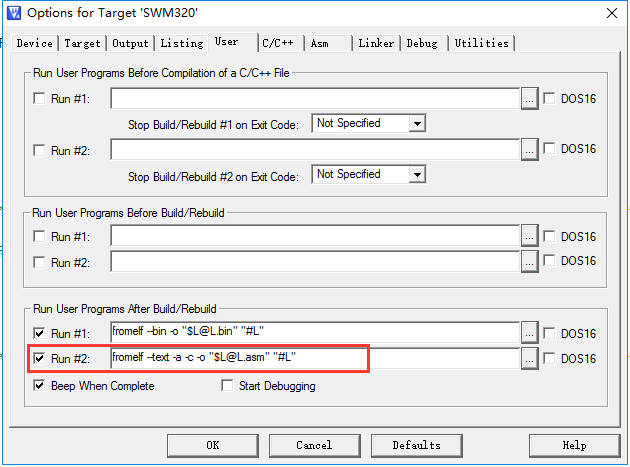 Options for Target 'SWM320'
Device Target Output Listing User C/C++ Asm Linker Debug Utilities
Run User Programs Before Compilation of a C/C++ File
Run #1: ... DOS16
Stop Build/Rebuild #1 on Exit Code: Not Specified
Run #2: ... DOS16
Stop Build/Rebuild #2 on Exit Code: Not Specified
Run User Programs Before Build/Rebuild
Run #1: ... DOS16
Run #2: ... DOS16
Run User Programs After Build/Rebuild
Run #1: fromelf --bin -o "$L@L.bin" "#L" ... DOS16
Run #2: fromelf --text -a -c -o "$L@L.asm" "#L" ... DOS16
Beep When Complete Start Debugging
OK Cancel Defaults Help